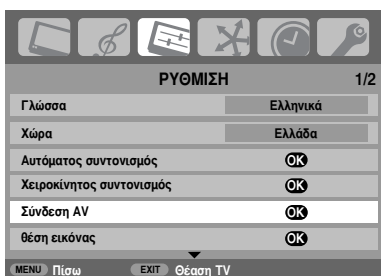 ΡΥΘΜΙΣΗ 1/2
Γλώσσα Ελληνικά
Χώρα Ελλάδα
Αυτόματος συντονισμός OK
Χειροκίνητος συντονισμός OK
Σύνδεση AV OK
θέση εικόνας OK
MENU Πίσω EXIT Θέαση TV